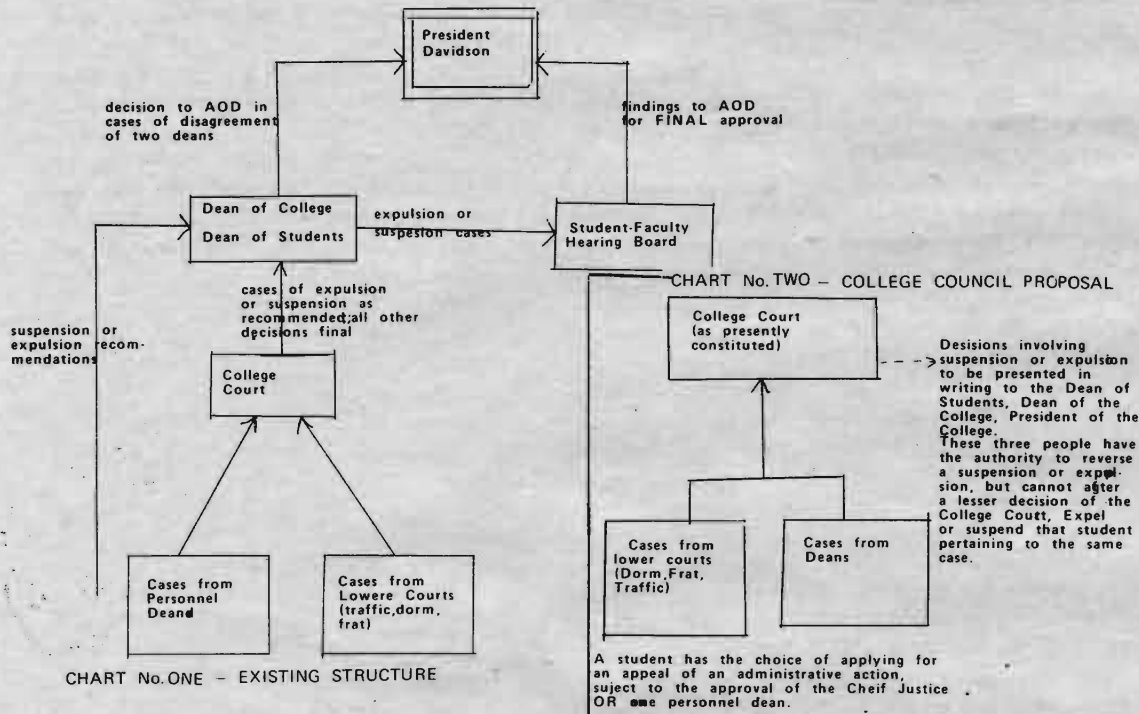 President
Davidson
decision to AOD in
cases of disagreement
of two deans
findings to AOD
for FINAL approval
Dean of College
Dean of Students
expulsion or
suspesion cases
Student-Faculty
Hearing Board
cases of expulsion
or suspension as
recommended;all other
decisions final
suspension or
expulsion recom-
mendations
College
Court
Cases from
Personnel
Deand
Cases from
Lowere Courts
(traffic,dorm,
frat)
CHART No. ONE – EXISTING STRUCTURE
CHART No. TWO – COLLEGE COUNCIL PROPOSAL
College Court
(as presently
constituted)
Desisions involving
suspension or expulsion
to be presented in
writing to the Dean of
Students, Dean of the
College, President of the
College.
These three people have
the authority to reverse
a suspension or expul-
sion, but cannot after
a lesser decision of the
College Coutt, Expel
or suspend that student
pertaining to the same
case.
Cases from
lower courts
(Dorm,Frat,
Traffic)
Cases from
Deans
A student has the choice of applying for
an appeal of an administrative action,
suject to the approval of the Cheif Justice
OR one personnel dean.